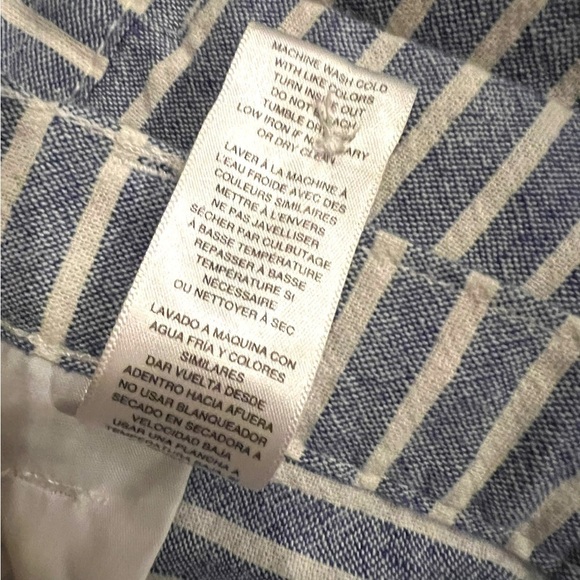 MACHINE WASH COLD
WITH LIKE COLORS
TURN INSIDE OUT
DO NOT BLEACH
TUMBLE DRY
LOW IRON IF NECESSARY
OR DRY CLEAN
LAVER À LA MACHINE À
L'EAU FROIDE AVEC DES
COULEURS SIMILAIRES
METTRE À L'ENVERS
NE PAS JAVELLISER
SÉCHER PAR CULBUTAGE
À BASSE TEMPÉRATURE
REPASSER À BASSE
TEMPÉRATURE SI
NÉCESSAIRE
OU NETTOYER À SEC
LAVADO A MAQUINA CON
AGUA FRÍA Y COLORES
SIMILARES
DAR VUELTA DESDE
ADENTRO HACIA AFUERA
NO USAR BLANQUEADOR
SECADO EN SECADORA A
VELOCIDAD BAJA
USAR UNA PLANCHA A
TEMPERATURA